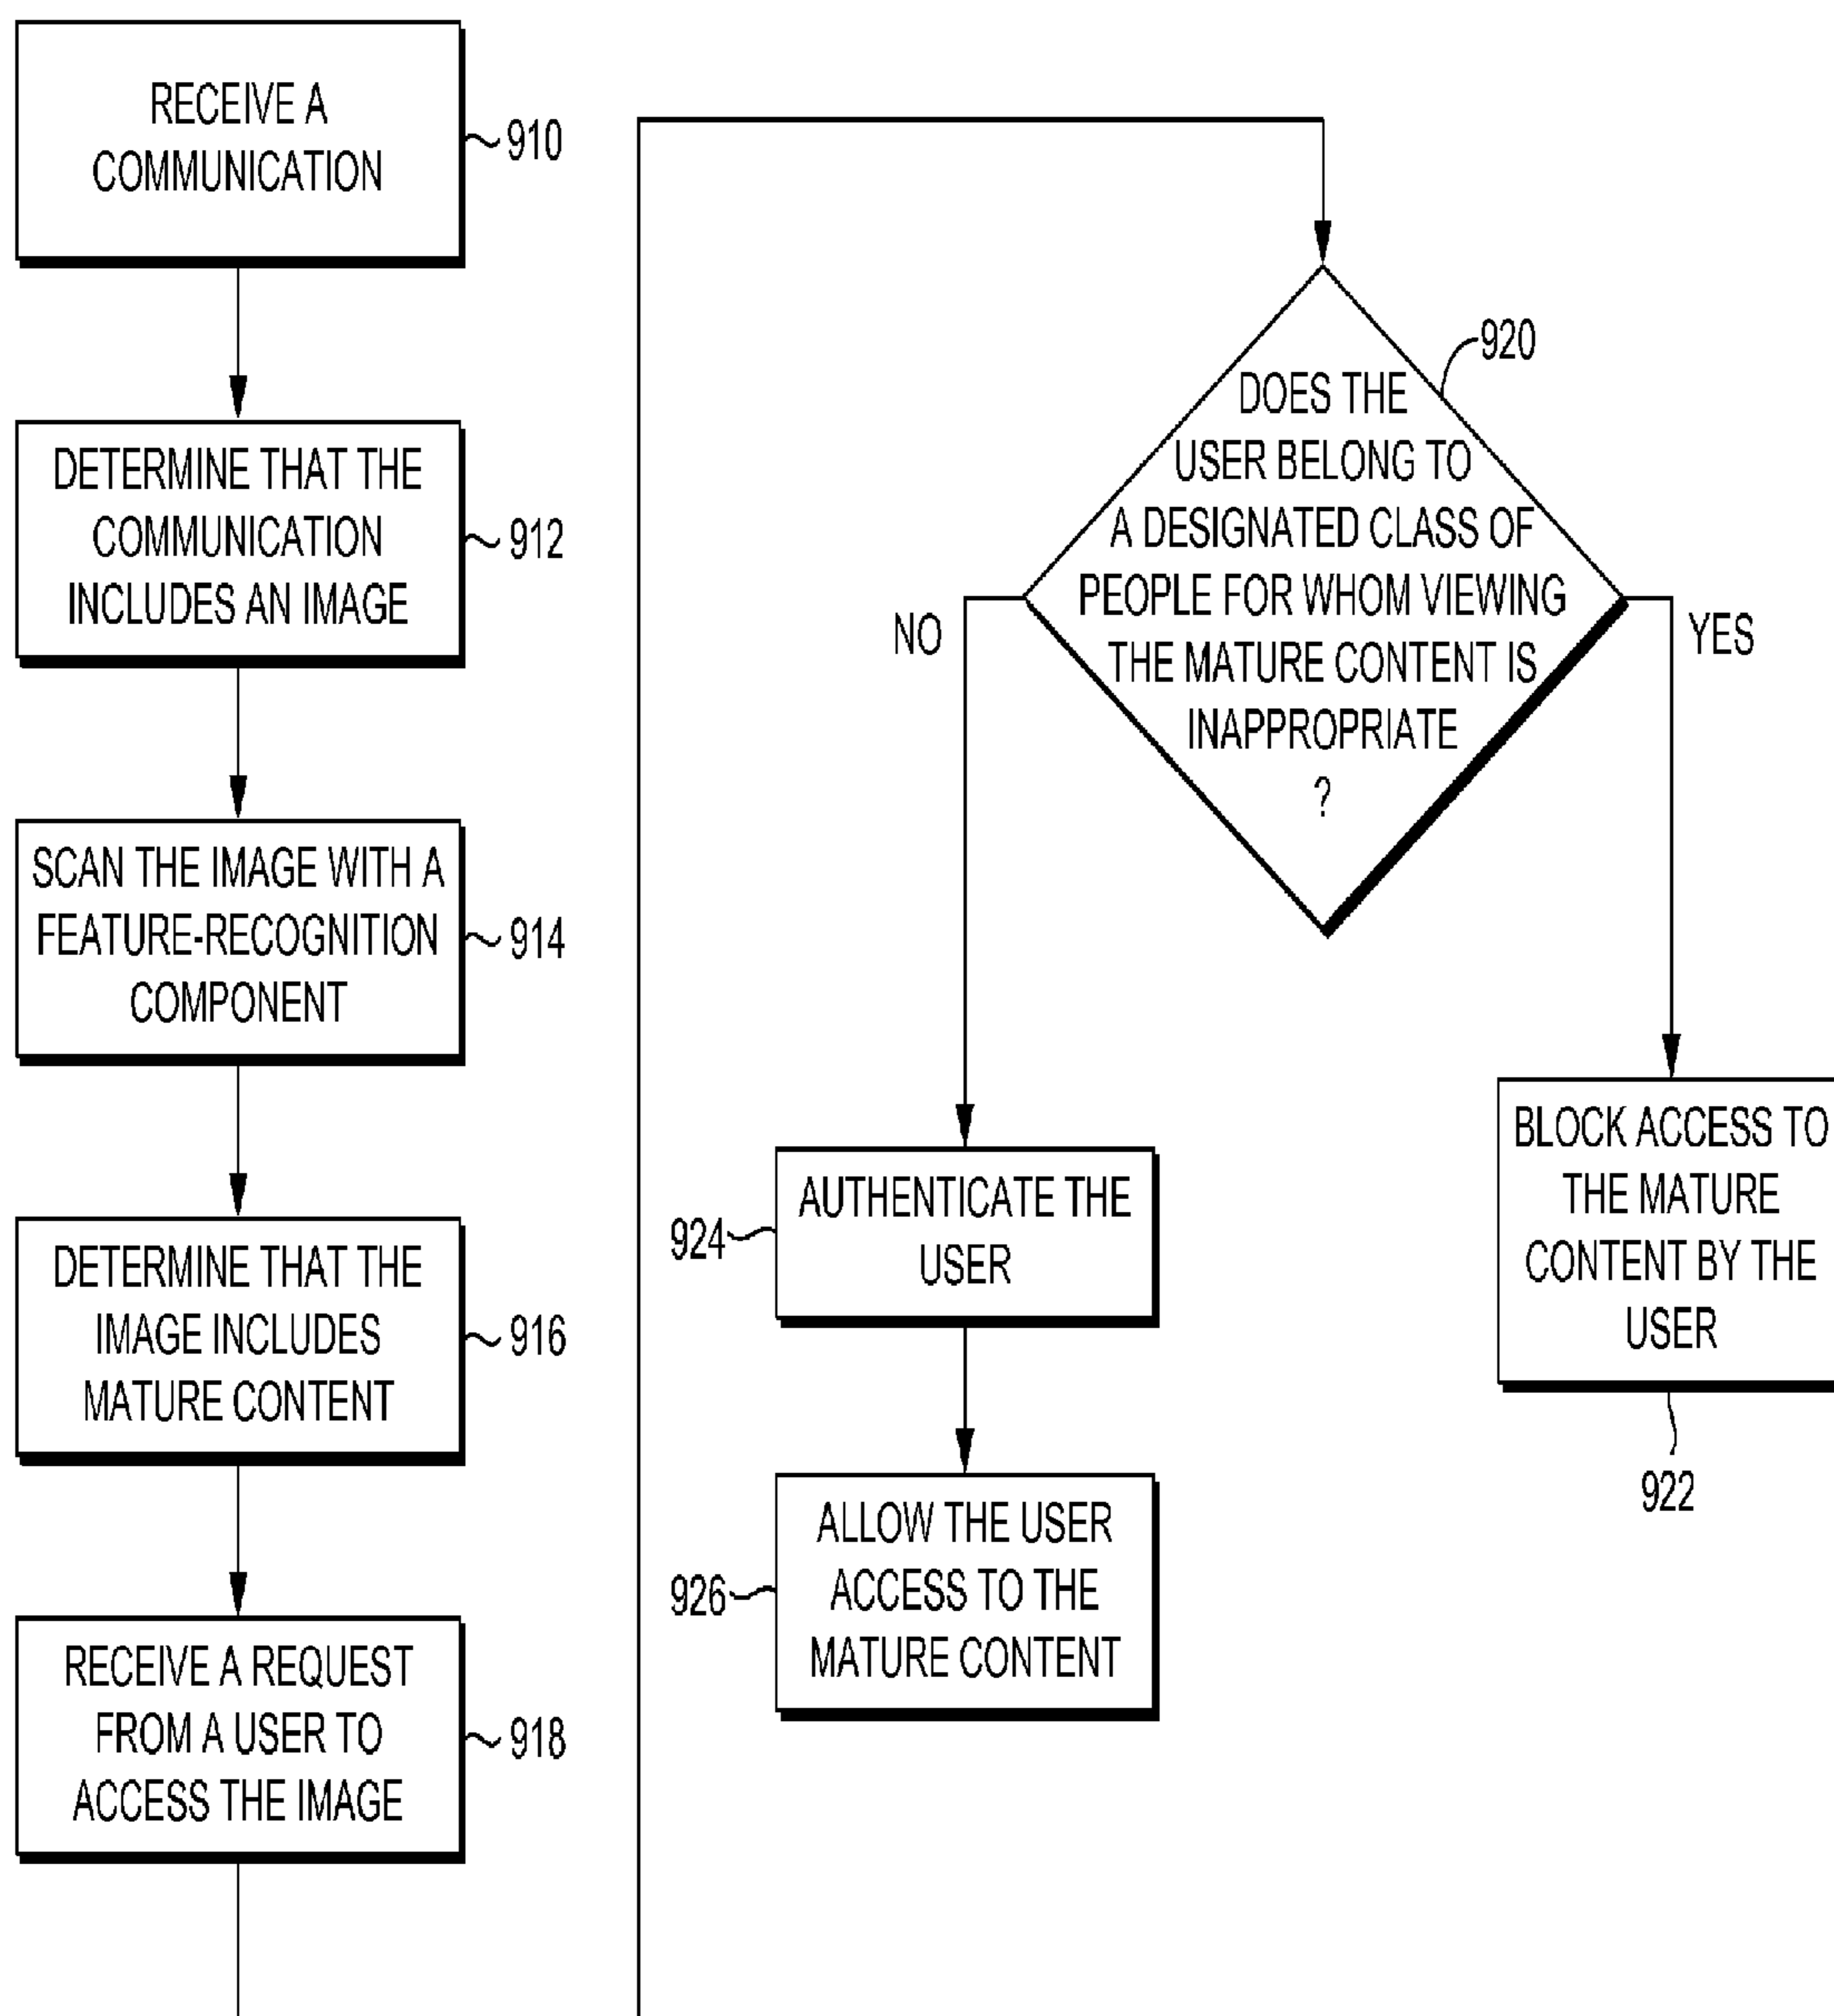 RECEIVE A
COMMUNICATION
910
DETERMINE THAT THE
COMMUNICATION
INCLUDES AN IMAGE
912
SCAN THE IMAGE WITH A
FEATURE-RECOGNITION
COMPONENT
914
DETERMINE THAT THE
IMAGE INCLUDES
MATURE CONTENT
916
RECEIVE A REQUEST
FROM A USER TO
ACCESS THE IMAGE
918
920
DOES THE
USER BELONG TO
A DESIGNATED CLASS OF
PEOPLE FOR WHOM VIEWING
THE MATURE CONTENT IS
INAPPROPRIATE
?
NO
YES
AUTHENTICATE THE
USER
924
ALLOW THE USER
ACCESS TO THE
MATURE CONTENT
926
BLOCK ACCESS TO
THE MATURE
CONTENT BY THE
USER
922